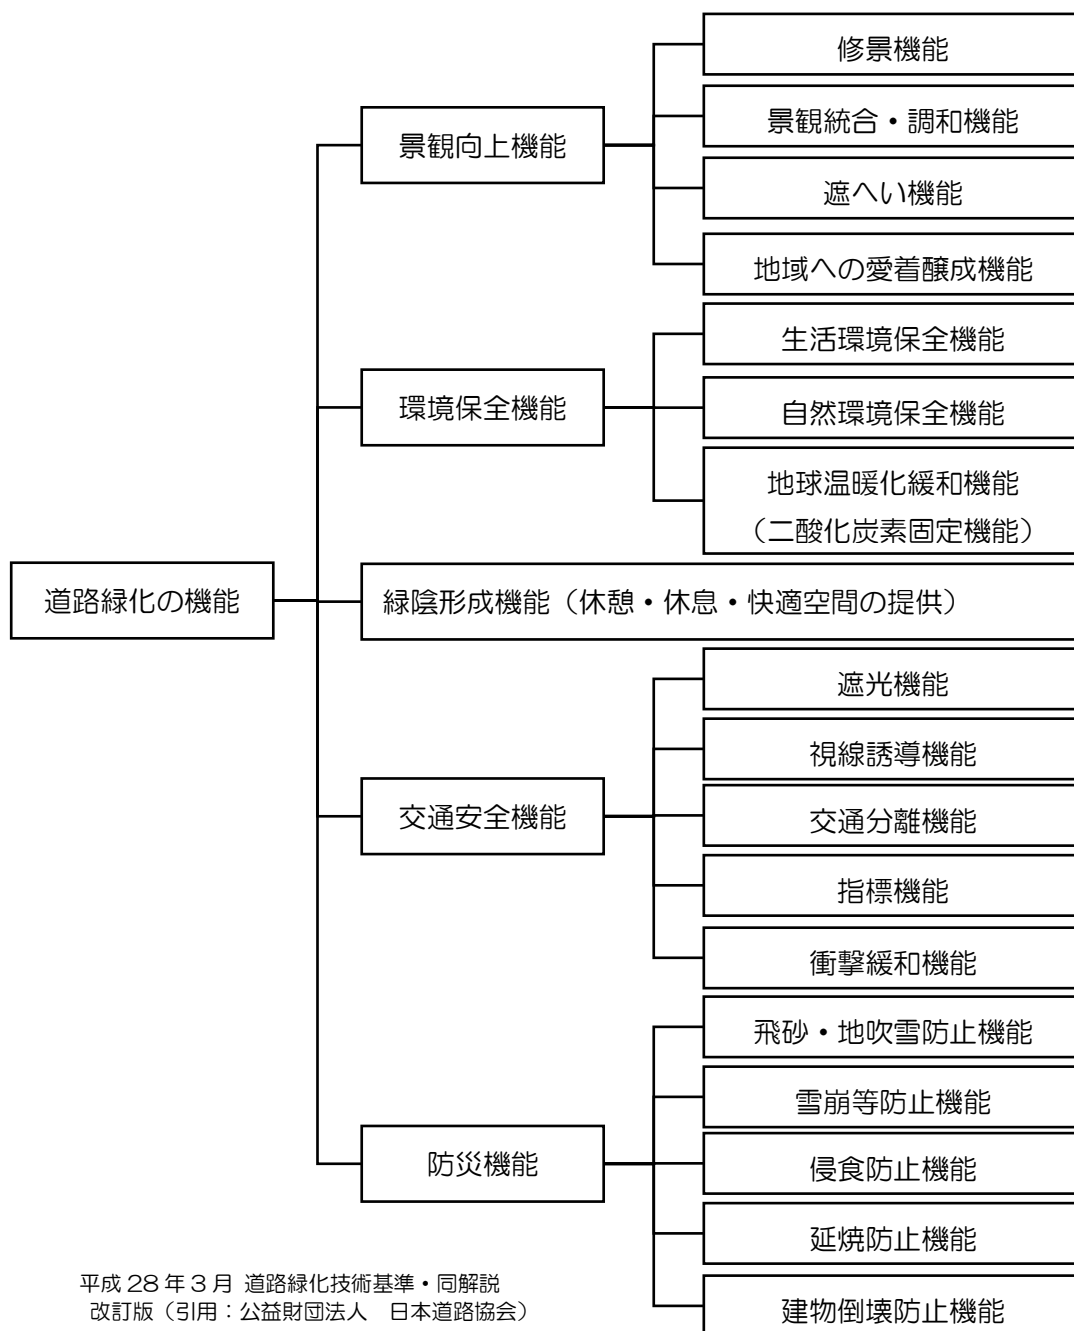 道路緑化の機能
景観向上機能
修景機能
景観統合・調和機能
遮へい機能
地域への愛着醸成機能
環境保全機能
生活環境保全機能
自然環境保全機能
地球温暖化緩和機能
（二酸化炭素固定機能）
緑陰形成機能（休憩・休息・快適空間の提供）
交通安全機能
遮光機能
視線誘導機能
交通分離機能
指標機能
衝撃緩和機能
防災機能
飛砂・地吹雪防止機能
雪崩等防止機能
侵食防止機能
延焼防止機能
建物倒壊防止機能
平成 28 年 3 月 道路緑化技術基準・同解説
改訂版（引用：公益財団法人　日本道路協会）